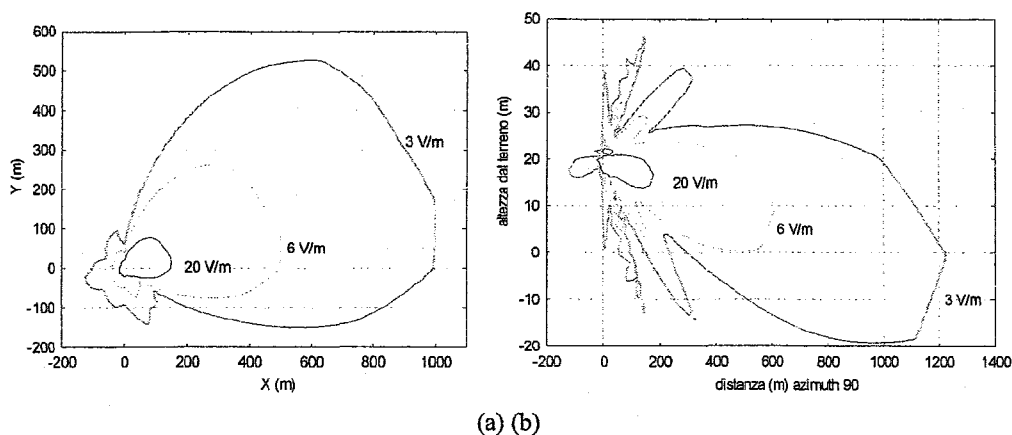 600
500
400
300
200
100
0
-100
-200
-200 0 200 400 600 800 1000
Y (m)
X (m)
3 V/m
6 V/m
20 V/m
50
40
30
20
10
0
-10
-20
-200 0 200 400 600 800 1000 1200 1400
altezza dal terreno (m)
distanza (m) azimuth 90
20 V/m
6 V/m
3 V/m
(a) (b)